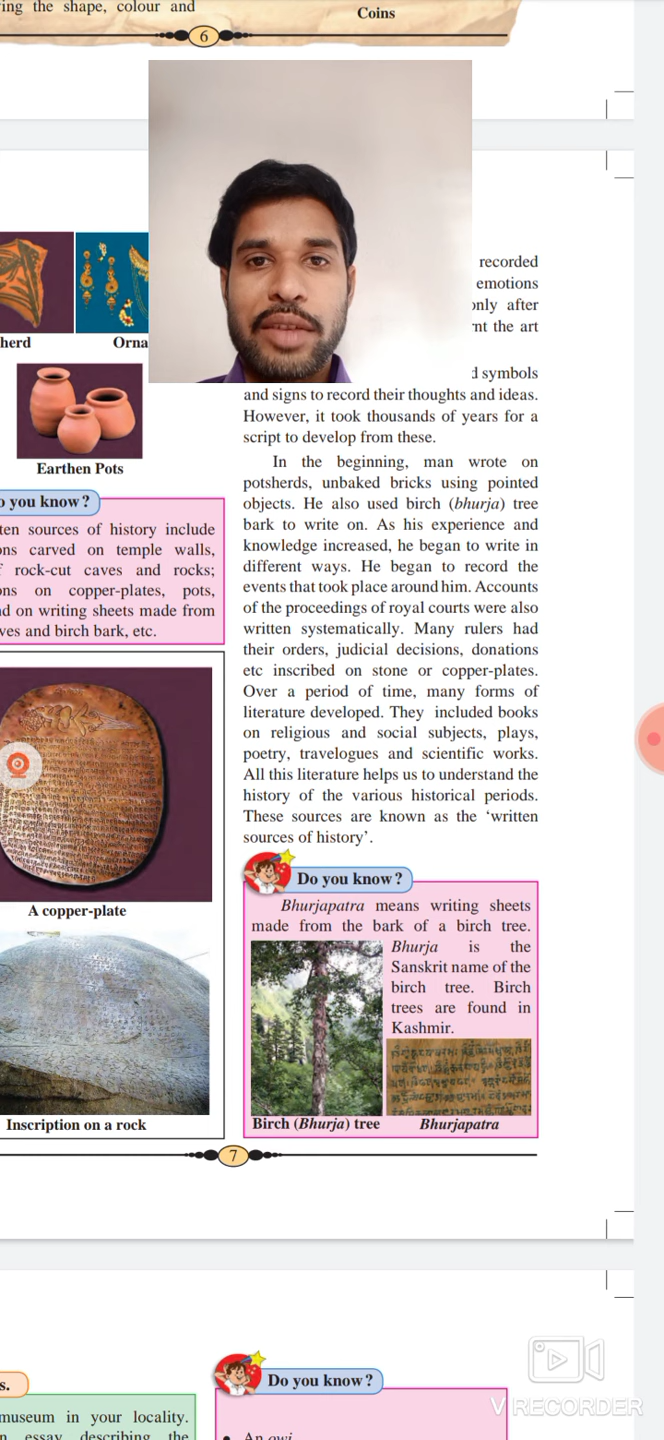 ing the shape, colour and
Coins
6
herd
Orna
Earthen Pots
o you know ?
ten sources of history include
ons carved on temple walls,
f rock-cut caves and rocks;
ons on copper-plates, pots,
nd on writing sheets made from
ves and birch bark, etc.
A copper-plate
Inscription on a rock
recorded
emotions
only after
nt the art
d symbols
and signs to record their thoughts and ideas.
However, it took thousands of years for a
script to develop from these.
In the beginning, man wrote on
potsherds, unbaked bricks using pointed
objects. He also used birch (bhurja) tree
bark to write on. As his experience and
knowledge increased, he began to write in
different ways. He began to record the
events that took place around him. Accounts
of the proceedings of royal courts were also
written systematically. Many rulers had
their orders, judicial decisions, donations
etc inscribed on stone or copper-plates.
Over a period of time, many forms of
literature developed. They included books
on religious and social subjects, plays,
poetry, travelogues and scientific works.
All this literature helps us to understand the
history of the various historical periods.
These sources are known as the ‘written
sources of history’.
Do you know ?
Bhurjapatra means writing sheets
made from the bark of a birch tree.
Bhurja is the
Sanskrit name of the
birch tree. Birch
trees are found in
Kashmir.
Birch (Bhurja) tree
Bhurjapatra
7
s.
museum in your locality.
n essay describing the
Do you know ?
• An owi
V RECORDER